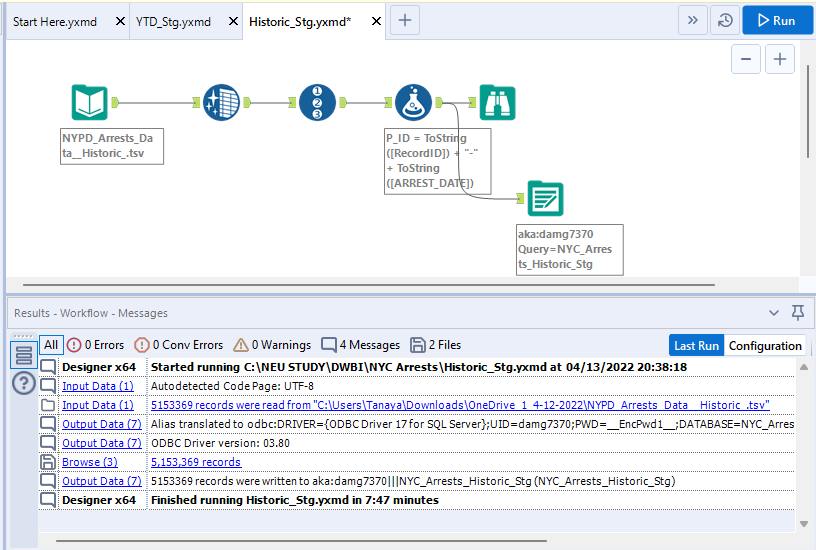 Start Here.yxmd
YTD_Stg.yxmd
Historic_Stg.yxmd*
Run
1
2
3
NYPD_Arrests_Da
ta__Historic_.tsv
P_ID = ToString
([RecordID]) + "-"
+ ToString
([ARREST_DATE])
aka:damg7370
Query=NYC_Arres
ts_Historic_Stg
Results - Workflow - Messages
All 0 Errors 0 Conv Errors 0 Warnings 4 Messages 2 Files Last Run Configuration
Designer x64 Started running C:\NEU STUDY\DWBI\NYC Arrests\Historic_Stg.yxmd at 04/13/2022 20:38:18
Input Data (1) Autodetected Code Page: UTF-8
Input Data (1) 5153369 records were read from "C:\Users\Tanaya\Downloads\OneDrive_1_4-12-2022\NYPD_Arrests_Data__Historic_.tsv"
Output Data (7) Alias translated to odbc:DRIVER={ODBC Driver 17 for SQL Server};UID=damg7370;PWD=__EncPwd1__;DATABASE=NYC_Arres
Output Data (7) ODBC Driver version: 03.80
Browse (3) 5,153,369 records
Output Data (7) 5153369 records were written to aka:damg7370|||NYC_Arrests_Historic_Stg (NYC_Arrests_Historic_Stg)
Designer x64 Finished running Historic_Stg.yxmd in 7:47 minutes